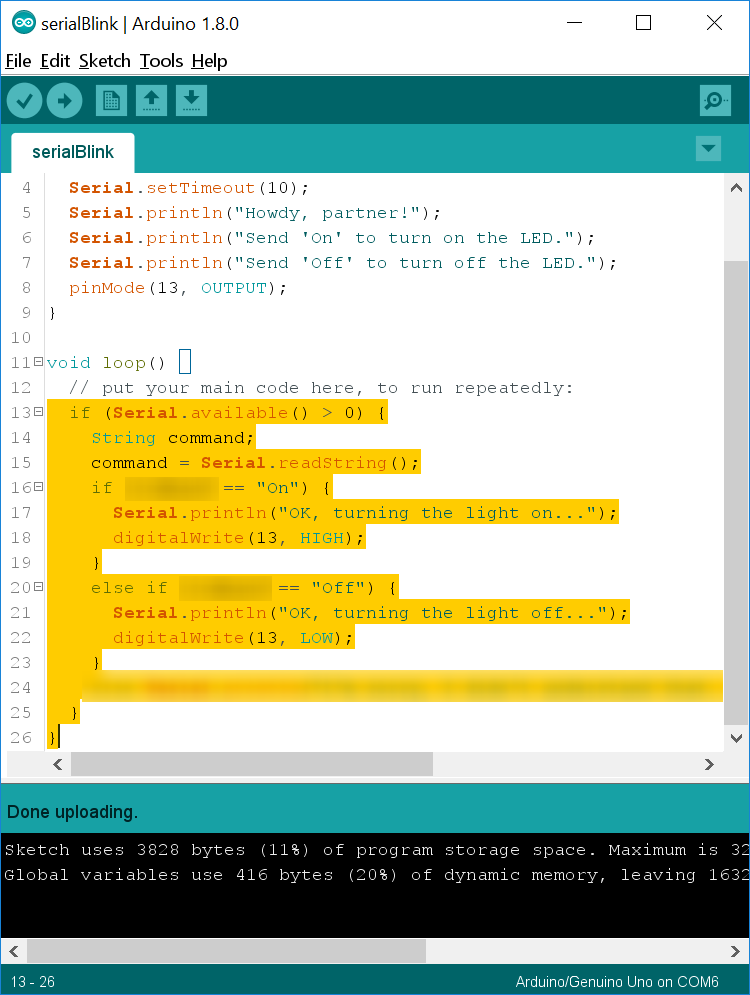 serialBlink | Arduino 1.8.0
File Edit Sketch Tools Help
serialBlink
4 Serial.setTimeout(10);
5 Serial.println("Howdy, partner!");
6 Serial.println("Send 'On' to turn on the LED.");
7 Serial.println("Send 'Off' to turn off the LED.");
8 pinMode(13, OUTPUT);
9 }
10
11 void loop()
12 // put your main code here, to run repeatedly:
13 if (Serial.available() > 0) {
14 String command;
15 command = Serial.readString();
16 if == "On") {
17 Serial.println("OK, turning the light on...");
18 digitalWrite(13, HIGH);
19 }
20 else if == "Off") {
21 Serial.println("OK, turning the light off...");
22 digitalWrite(13, LOW);
23 }
24
25 }
26 }
Done uploading.
Sketch uses 3828 bytes (11%) of program storage space. Maximum is 32
Global variables use 416 bytes (20%) of dynamic memory, leaving 1632
13 - 26 Arduino/Genuino Uno on COM6